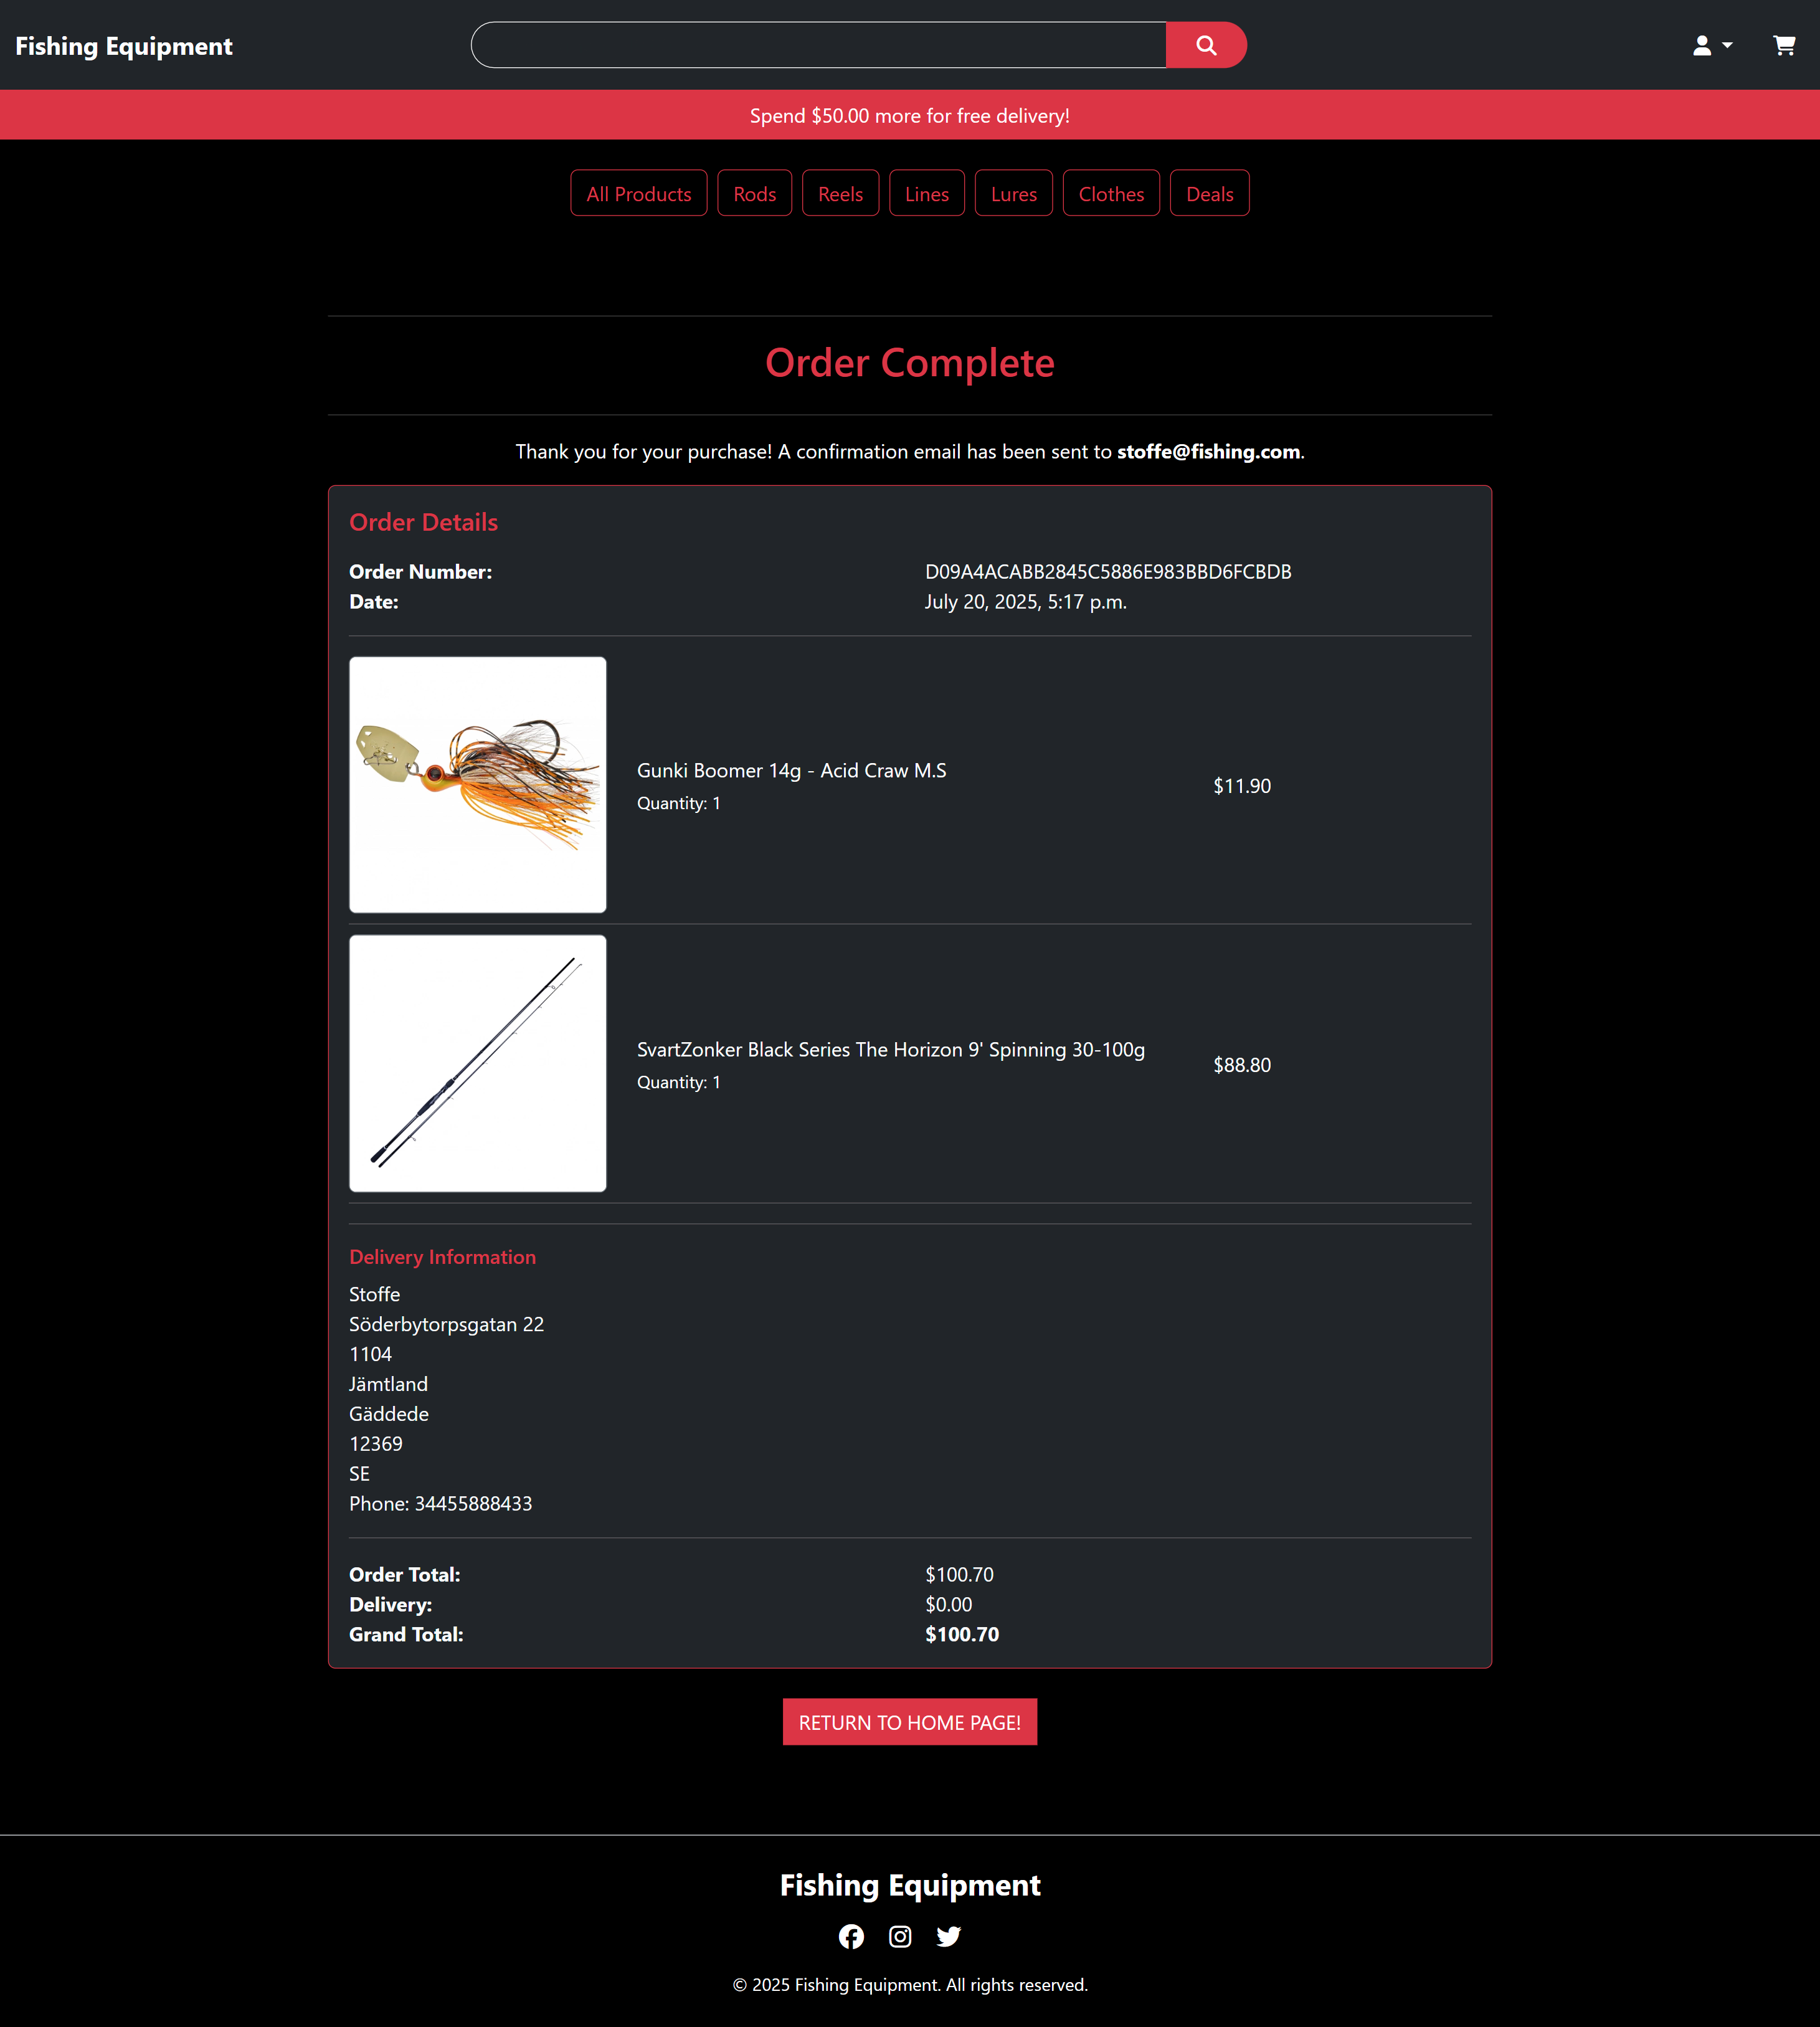 Fishing Equipment
Spend $50.00 more for free delivery!
All Products Rods Reels Lines Lures Clothes Deals
Order Complete
Thank you for your purchase! A confirmation email has been sent to stoffe@fishing.com.
Order Details
Order Number: D09A4ACABB2845C5886E983BBD6FCBDB
Date: July 20, 2025, 5:17 p.m.
Gunki Boomer 14g - Acid Craw M.S
Quantity: 1
$11.90
SvartZonker Black Series The Horizon 9' Spinning 30-100g
Quantity: 1
$88.80
Delivery Information
Stoffe
Söderbytorpsgatan 22
1104
Jämtland
Gäddede
12369
SE
Phone: 34455888433
Order Total: $100.70
Delivery: $0.00
Grand Total: $100.70
RETURN TO HOME PAGE!
Fishing Equipment
© 2025 Fishing Equipment. All rights reserved.